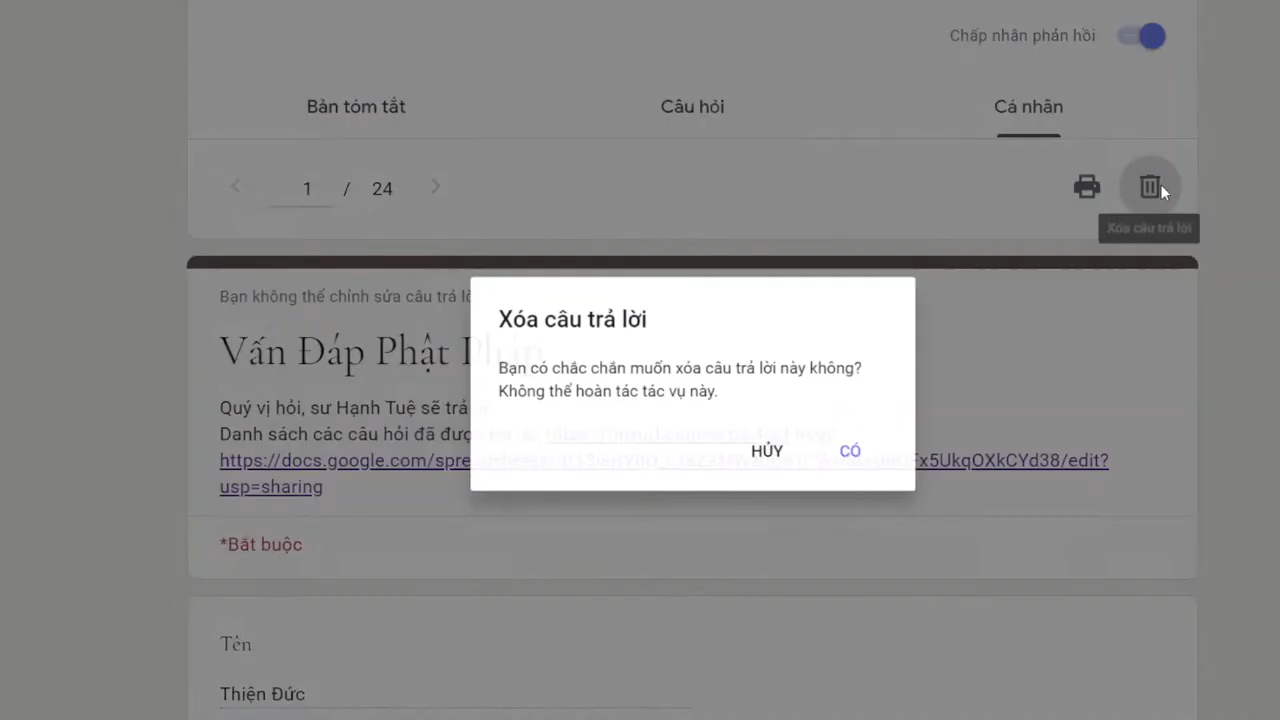 Chấp nhận phản hồi
Bản tóm tắt
Câu hỏi
Cá nhân
1 / 24
Xóa câu trả lời
Bạn không thể chỉnh sửa câu trả lờ
Vấn Đáp Phật Pháp
Xóa câu trả lời
Bạn có chắc chắn muốn xóa câu trả lời này không?
Không thể hoàn tác tác vụ này.
HỦY
CÓ
Quý vị hỏi, sư Hạnh Tuệ sẽ trả
Danh sách các câu hỏi đã đượ
https://docs.google.com/spre
x5UkqOXkCYd38/edit?
usp=sharing
*Bắt buộc
Tên
Thiện Đức